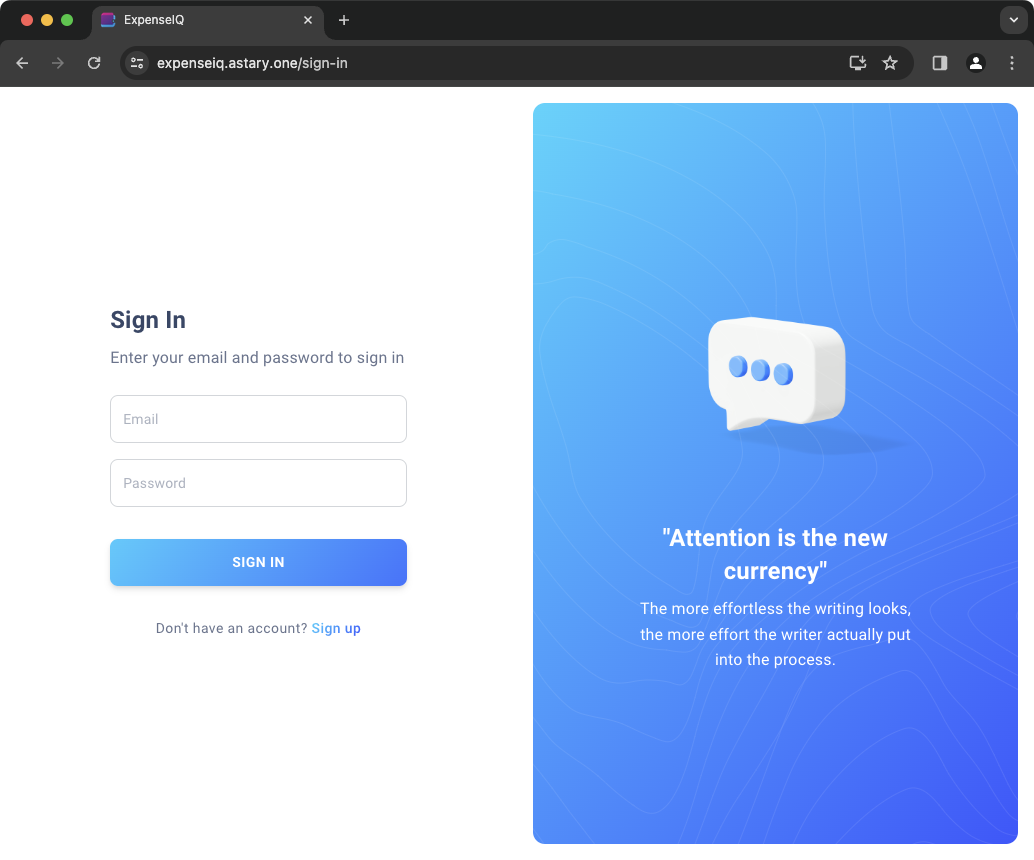 ExpenseIQ
expenseiq.astary.one/sign-in
Sign In
Enter your email and password to sign in
Email
Password
SIGN IN
Don't have an account? Sign up
"Attention is the new
currency"
The more effortless the writing looks,
the more effort the writer actually put
into the process.